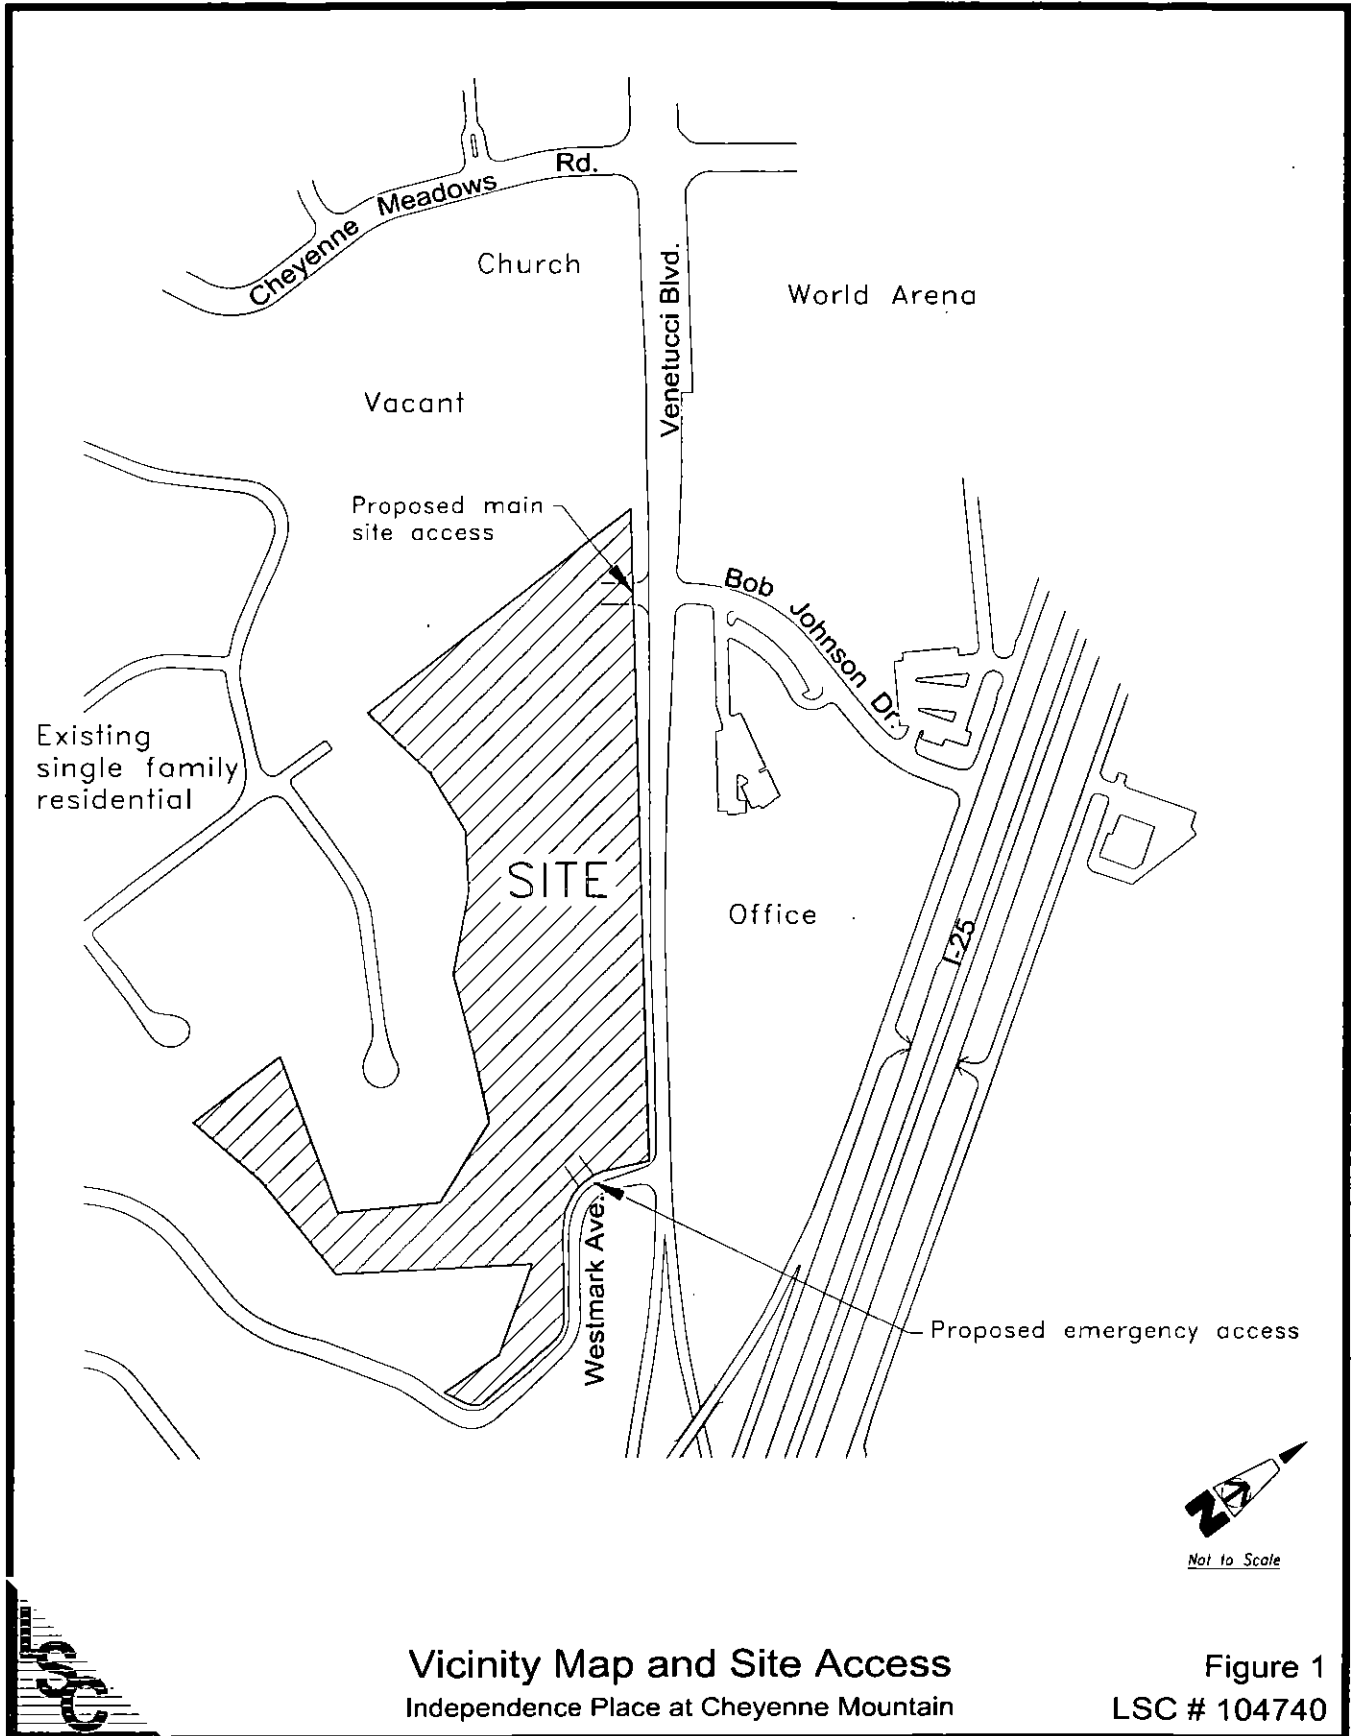 Cheyenne Meadows Rd.
Church
Venetucci Blvd.
World Arena
Vacant
Proposed main
site access
Bob Johnson Dr.
Existing
single family
residential
SITE
Office
I-25
Westmark Ave.
Proposed emergency access
N
Not to Scale
LSC
Vicinity Map and Site Access
Independence Place at Cheyenne Mountain
Figure 1
LSC # 104740